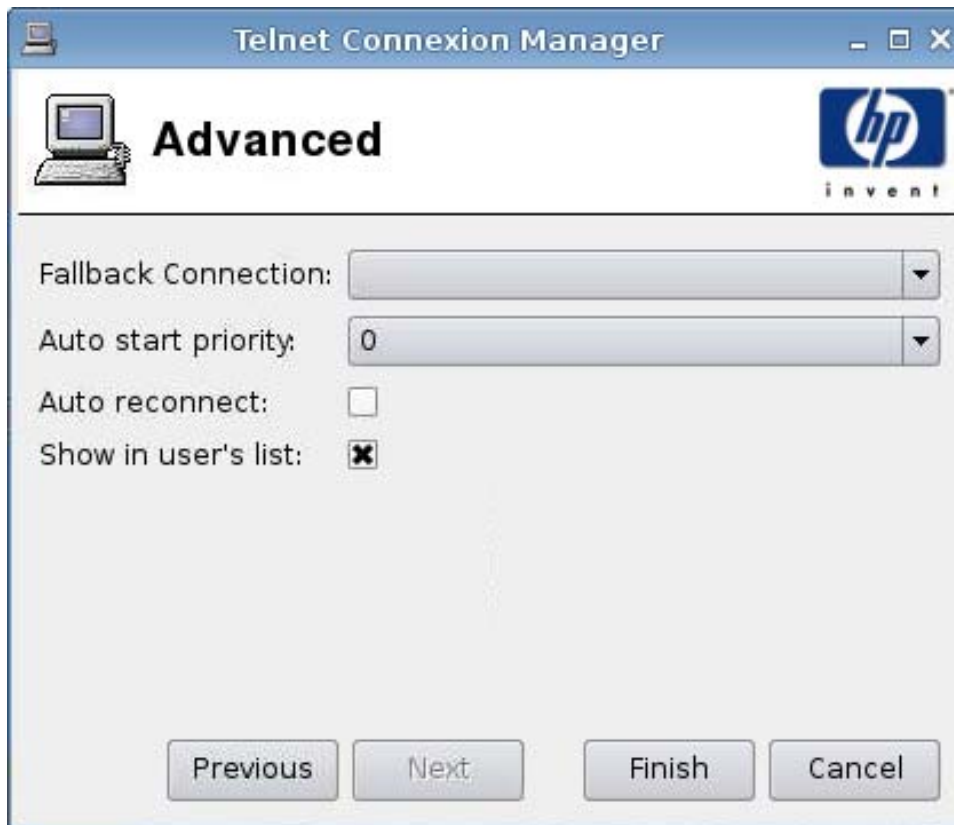 Telnet Connexion Manager
Advanced
hp
invent
Fallback Connection:
Auto start priority: 0
Auto reconnect:
Show in user's list:
Previous Next Finish Cancel